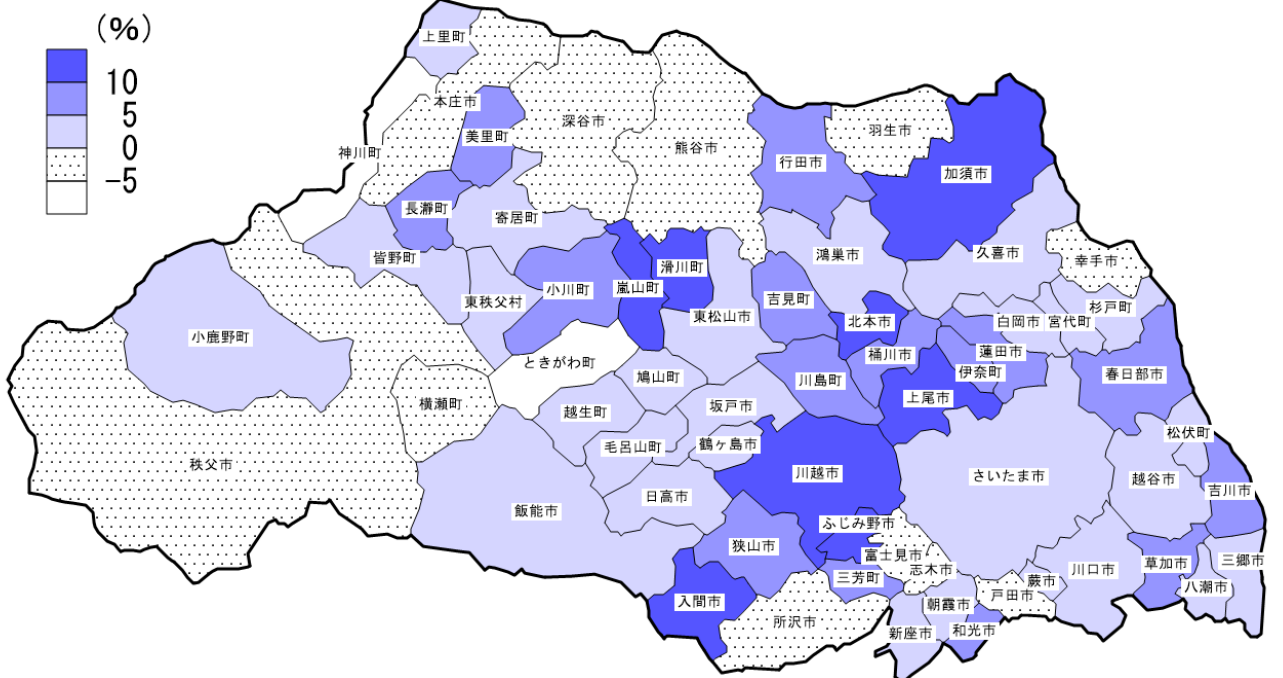 (%)
10
5
0
-5
上里町
本庄市
美里町
神川町
深谷市
熊谷市
行田市
羽生市
加須市
長瀞町
寄居町
皆野町
東秩父村
小川町
嵐山町
滑川町
東松山市
吉見町
鴻巣市
久喜市
幸手市
杉戸町
宮代町
白岡市
北本市
桶川市
蓮田市
伊奈町
春日部市
小鹿野町
ときがわ町
鳩山町
川島町
上尾市
横瀬町
越生町
坂戸市
毛呂山町
鶴ヶ島市
松伏町
秩父市
川越市
さいたま市
越谷市
吉川市
日高市
飯能市
ふじみ野市
狭山市
富士見市
志木市
三芳町
川口市
草加市
三郷市
八潮市
蕨市
戸田市
入間市
所沢市
朝霞市
新座市
和光市